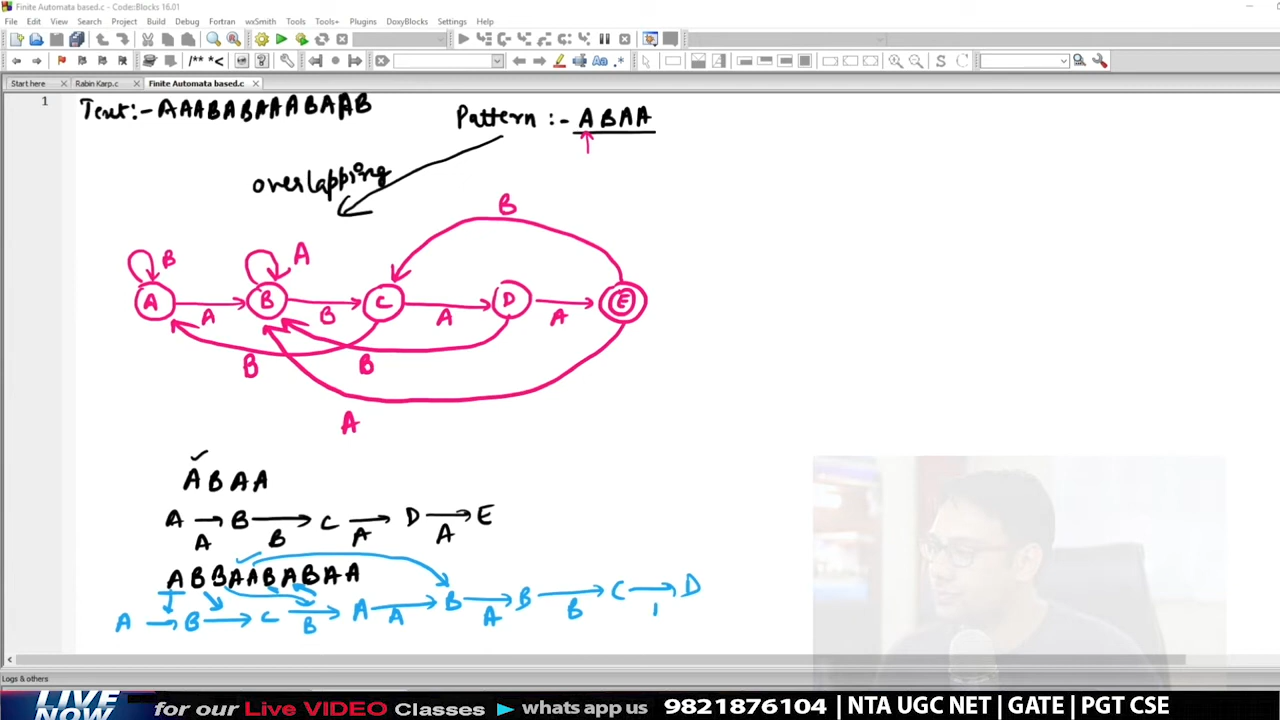 Finite Automata based.c - Code::Blocks 16.01
File Edit View Search Project Build Debug Fortran wxSmith Tools Tools+ Plugins DoxyBlocks Settings Help
/** *<
Start here Rabin Karp.c Finite Automata based.c
1
Text:- AAABABAAABAAB
Pattern :- ABAA
overlapping
B
B A
A B C D E
A B A A
B B
A
ABAA
A B C D E
A B A A
ABBAABABAA
A B C A B B C D
B A A B
Logs & others
LIVE NOW for our Live VIDEO Classes whats app us 9821876104 | NTA UGC NET | GATE | PGT CSE